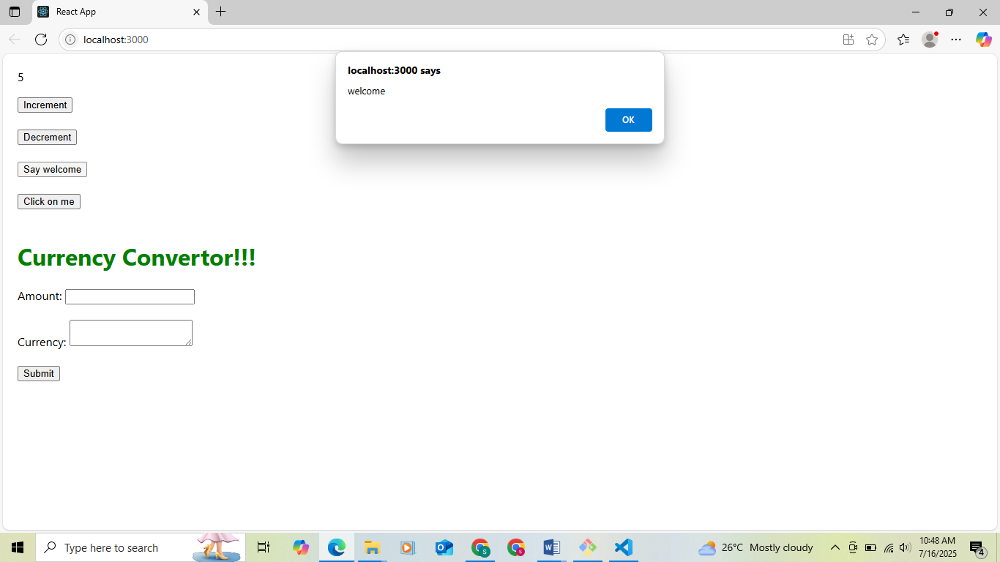 React App
localhost:3000
localhost:3000 says
welcome
OK
5
Increment
Decrement
Say welcome
Click on me
Currency Convertor!!!
Amount:
Currency:
Submit
Type here to search
S
S
26°C Mostly cloudy
10:48 AM
7/16/2025
4